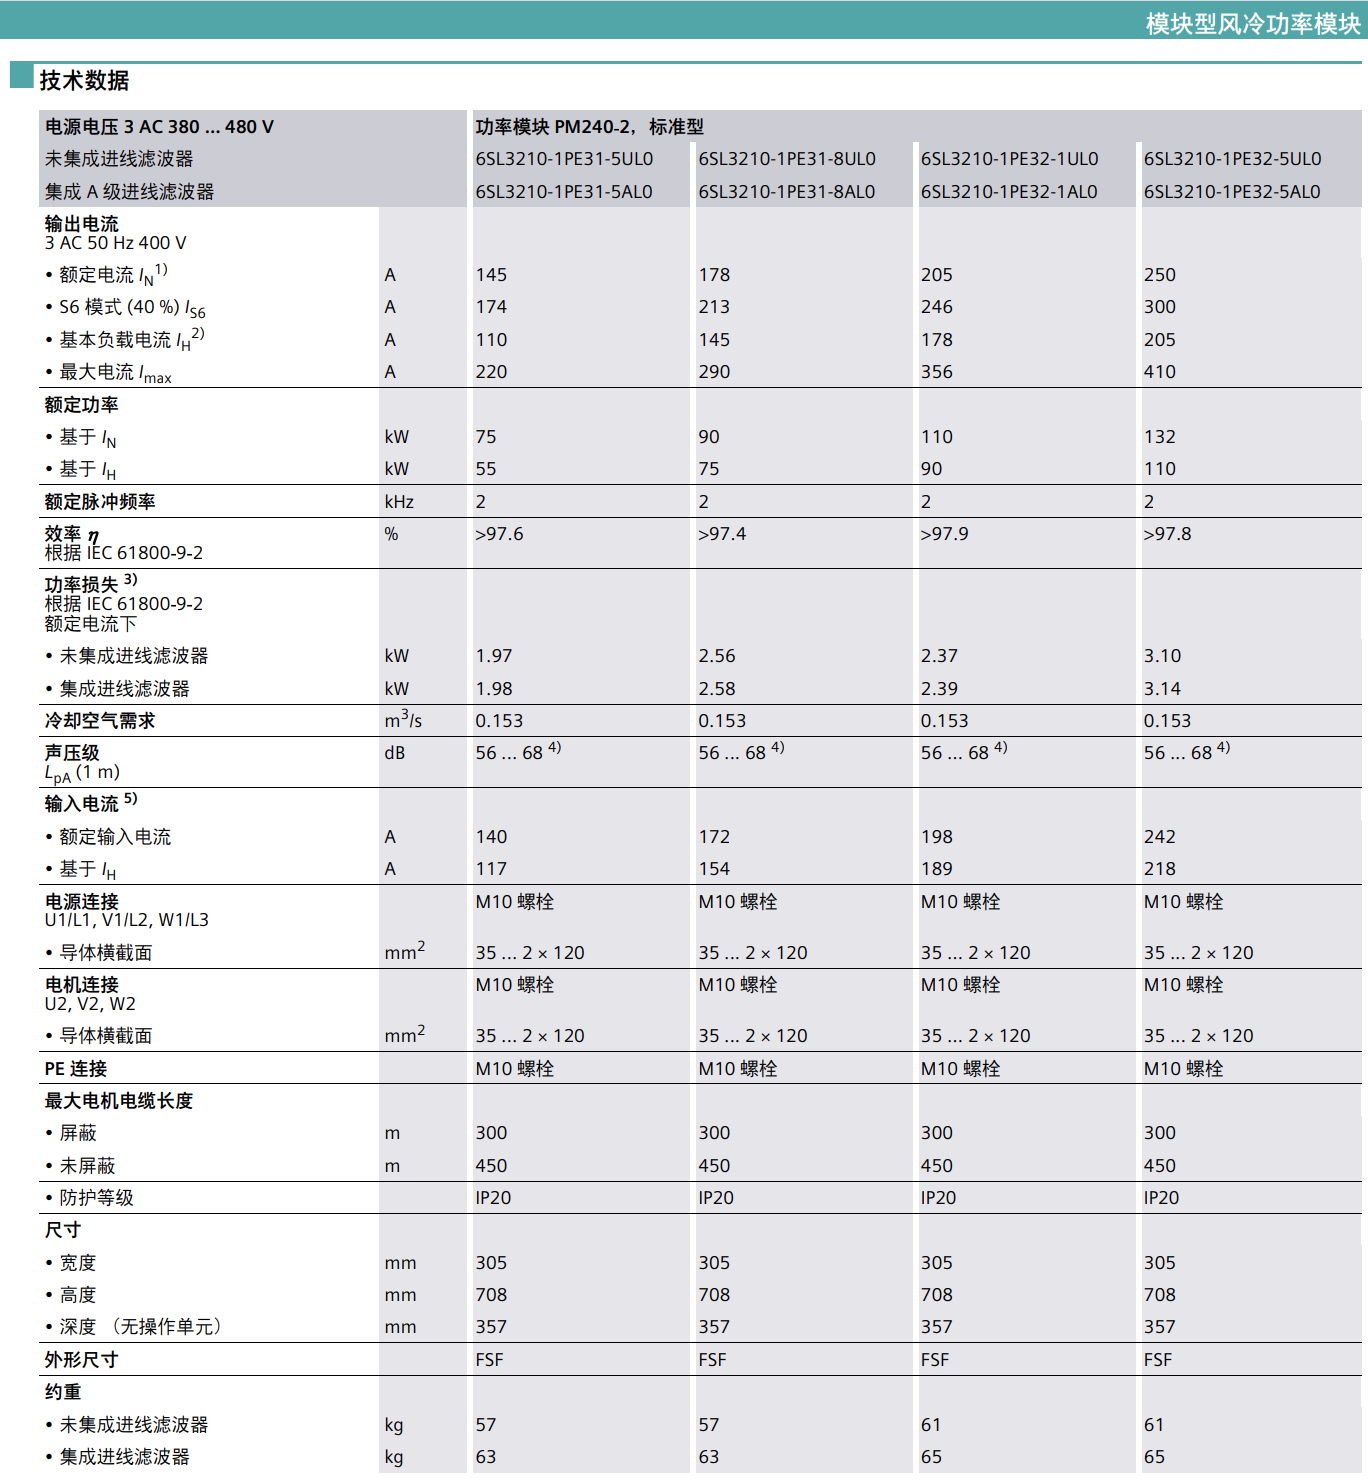 模块型风冷功率模块
技术数据
电源电压 3 AC 380 ... 480 V 功率模块 PM240-2，标准型
未集成进线滤波器 6SL3210-1PE31-5UL0 6SL3210-1PE31-8UL0 6SL3210-1PE32-1UL0 6SL3210-1PE32-5UL0
集成 A 级进线滤波器 6SL3210-1PE31-5AL0 6SL3210-1PE31-8AL0 6SL3210-1PE32-1AL0 6SL3210-1PE32-5AL0
输出电流
3 AC 50 Hz 400 V
• 额定电流 IN1) A 145 178 205 250
• S6 模式 (40 %) IS6 A 174 213 246 300
• 基本负载电流 IH2) A 110 145 178 205
• 最大电流 Imax A 220 290 356 410
额定功率
• 基于 IN kW 75 90 110 132
• 基于 IH kW 55 75 90 110
额定脉冲频率 kHz 2 2 2 2
效率 η % >97.6 >97.4 >97.9 >97.8
根据 IEC 61800-9-2
功率损失 3)
根据 IEC 61800-9-2
额定电流下
• 未集成进线滤波器 kW 1.97 2.56 2.37 3.10
• 集成进线滤波器 kW 1.98 2.58 2.39 3.14
冷却空气需求 m3/s 0.153 0.153 0.153 0.153
声压级 dB 56 ... 68 4) 56 ... 68 4) 56 ... 68 4) 56 ... 68 4)
LpA (1 m)
输入电流 5)
• 额定输入电流 A 140 172 198 242
• 基于 IH A 117 154 189 218
电源连接 M10 螺栓 M10 螺栓 M10 螺栓 M10 螺栓
U1/L1, V1/L2, W1/L3
• 导体横截面 mm2 35 ... 2 × 120 35 ... 2 × 120 35 ... 2 × 120 35 ... 2 × 120
电机连接 M10 螺栓 M10 螺栓 M10 螺栓 M10 螺栓
U2, V2, W2
• 导体横截面 mm2 35 ... 2 × 120 35 ... 2 × 120 35 ... 2 × 120 35 ... 2 × 120
PE 连接 M10 螺栓 M10 螺栓 M10 螺栓 M10 螺栓
最大电机电缆长度
• 屏蔽 m 300 300 300 300
• 未屏蔽 m 450 450 450 450
• 防护等级 IP20 IP20 IP20 IP20
尺寸
• 宽度 mm 305 305 305 305
• 高度 mm 708 708 708 708
• 深度 （无操作单元） mm 357 357 357 357
外形尺寸 FSF FSF FSF FSF
约重
• 未集成进线滤波器 kg 57 57 61 61
• 集成进线滤波器 kg 63 63 65 65